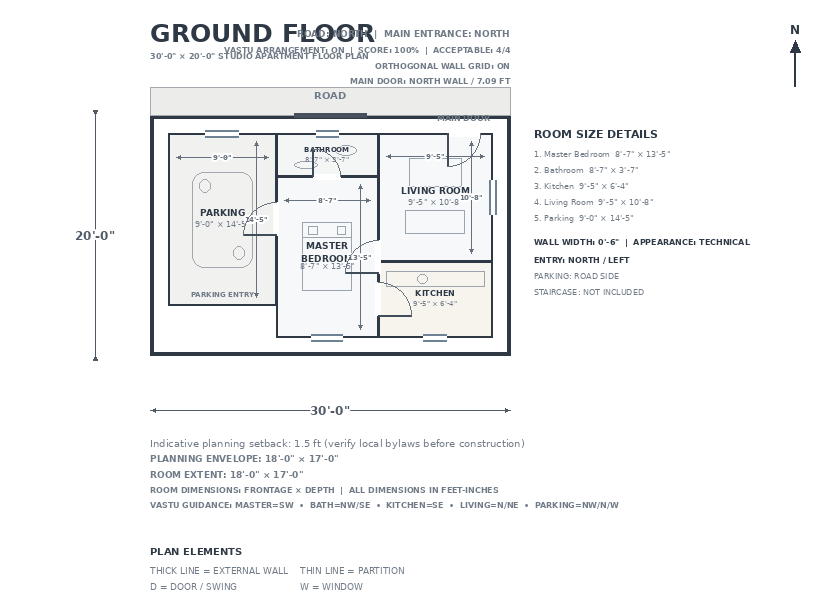 GROUND FLOOR
ROAD: NORTH | MAIN ENTRANCE: NORTH
VASTU ARRANGEMENT: ON | SCORE: 100% | ACCEPTABLE: 4/4
30'-0" × 20'-0" STUDIO APARTMENT FLOOR PLAN
ORTHOGONAL WALL GRID: ON
MAIN DOOR: NORTH WALL / 7.09 FT
N
ROAD
MAIN DOOR
BATHROOM
8'-7" × 3'-7"
9'-0"
9'-5"
LIVING ROOM
9'-5" × 10'-8"
10'-8"
8'-7"
PARKING
9'-0" × 14'-5"
14'-5"
MASTER
BEDROOM
8'-7" × 13'-5"
13'-5"
KITCHEN
9'-5" × 6'-4"
PARKING ENTRY
20'-0"
30'-0"
ROOM SIZE DETAILS
1. Master Bedroom 8'-7" × 13'-5"
2. Bathroom 8'-7" × 3'-7"
3. Kitchen 9'-5" × 6'-4"
4. Living Room 9'-5" × 10'-8"
5. Parking 9'-0" × 14'-5"
WALL WIDTH: 0'-6" | APPEARANCE: TECHNICAL
ENTRY: NORTH / LEFT
PARKING: ROAD SIDE
STAIRCASE: NOT INCLUDED
Indicative planning setback: 1.5 ft (verify local bylaws before construction)
PLANNING ENVELOPE: 18'-0" × 17'-0"
ROOM EXTENT: 18'-0" × 17'-0"
ROOM DIMENSIONS: FRONTAGE × DEPTH | ALL DIMENSIONS IN FEET-INCHES
VASTU GUIDANCE: MASTER=SW • BATH=NW/SE • KITCHEN=SE • LIVING=N/NE • PARKING=NW/N/W
PLAN ELEMENTS
THICK LINE = EXTERNAL WALL THIN LINE = PARTITION
D = DOOR / SWING W = WINDOW